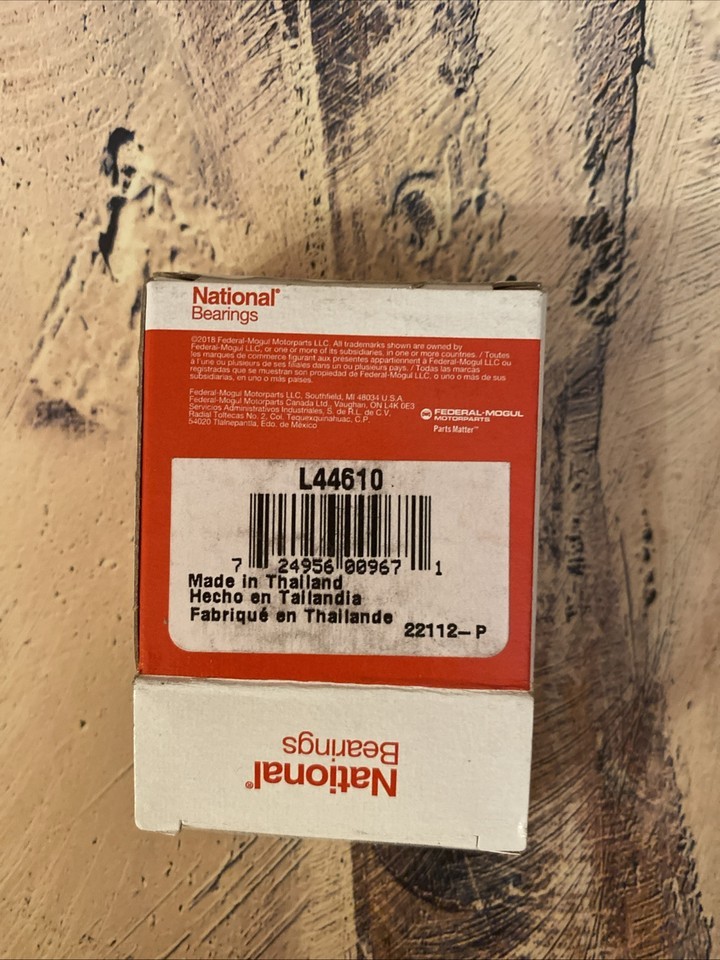 National®
Bearings
©2018 Federal-Mogul Motorparts LLC. All trademarks shown are owned by
Federal-Mogul LLC, or one or more of its subsidiaries, in one or more countries. / Toutes
les marques de commerce figurant aux présentes appartiennent à Federal-Mogul LLC ou
à l'une ou plusieurs de ses filiales dans un ou plusieurs pays. / Todas las marcas
registradas que se muestran son propiedad de Federal-Mogul LLC, o uno o más de sus
subsidiarias, en uno o más países.
Federal-Mogul Motorparts LLC, Southfield, MI 48034 U.S.A.
Federal-Mogul Motorparts Canada Ltd., Vaughan, ON L4K 6E3
Servicios Administrativos Industriales, S. de R.L. de C.V.
Radial Toltecas No. 2, Col. Tequexquinahuac, C.P.
54020 Tlalnepantla, Edo. de México
FEDERAL-MOGUL
MOTORPARTS
Parts Matter™
L44610
7 24956 00967 1
Made in Thailand
Hecho en Tailandia
Fabriqué en Thailande
22112-P
National®
Bearings